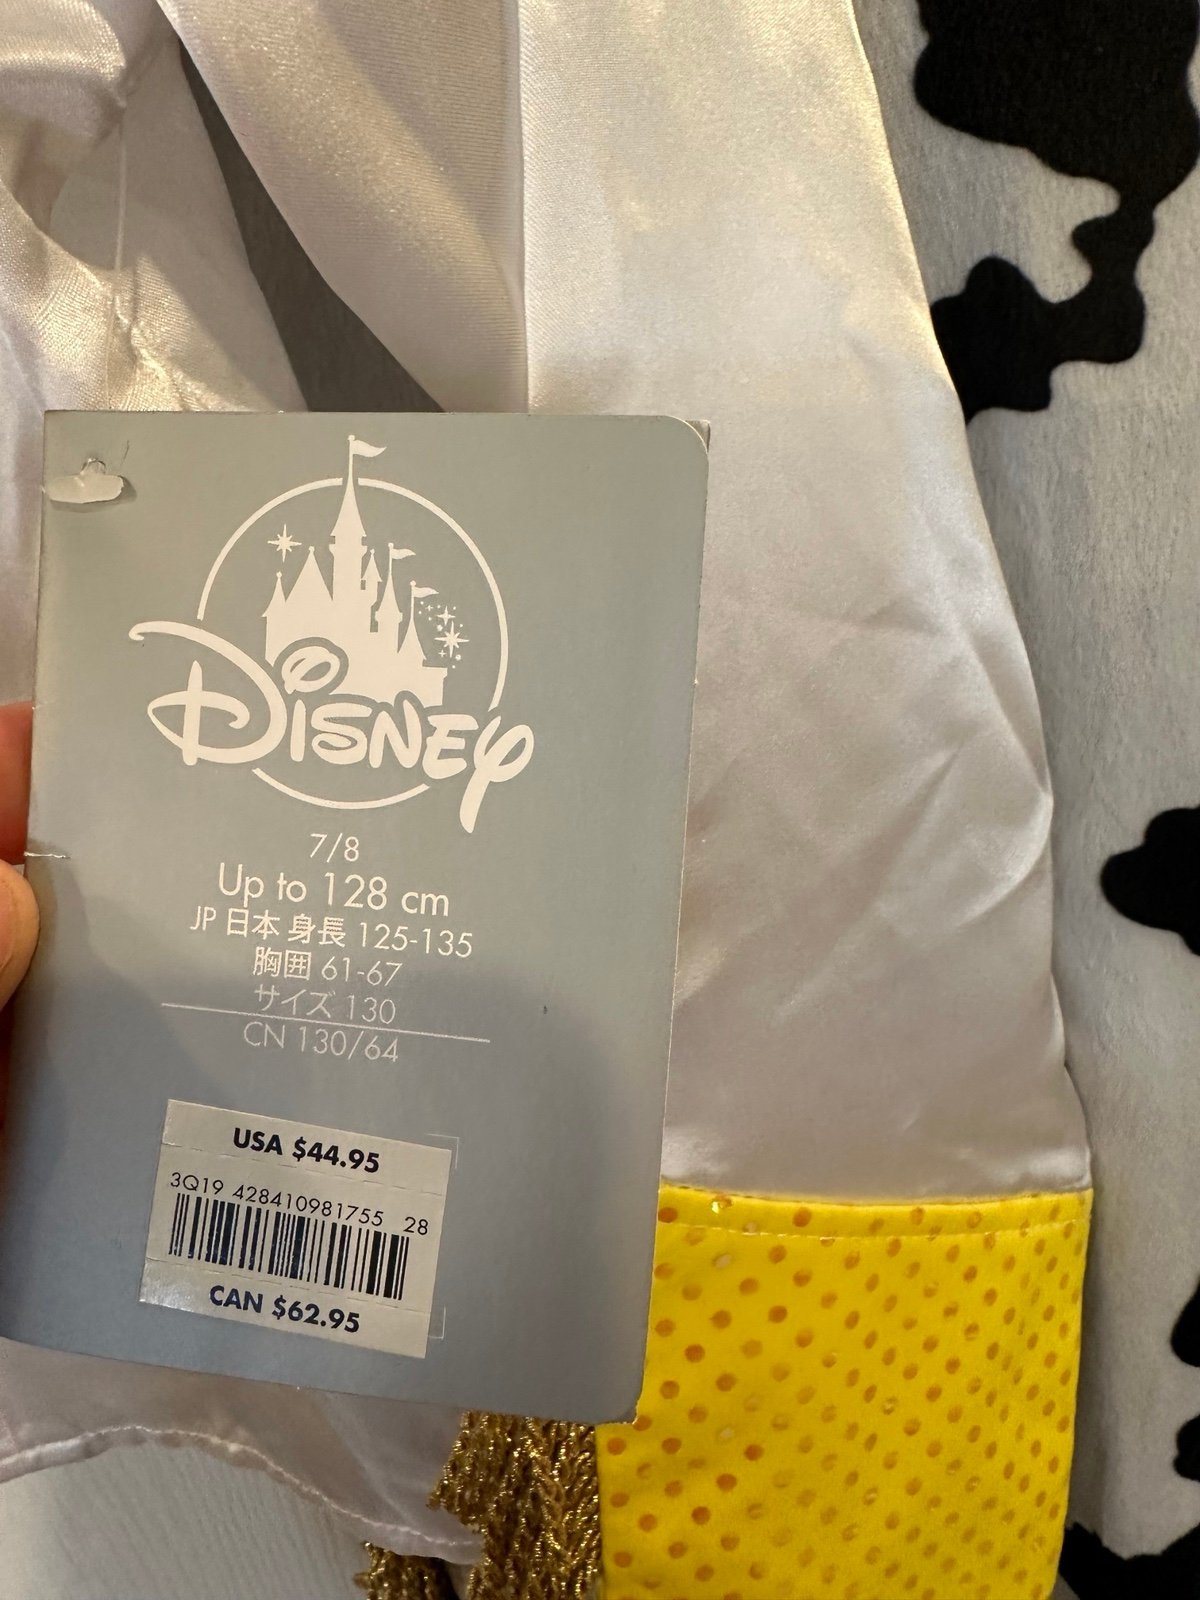 DISNEY
7/8
Up to 128 cm
JP 日本 身長 125-135
胸囲 61-67
サイズ 130
CN 130/64
USA $44.95
3Q19 428410981755 28
CAN $62.95